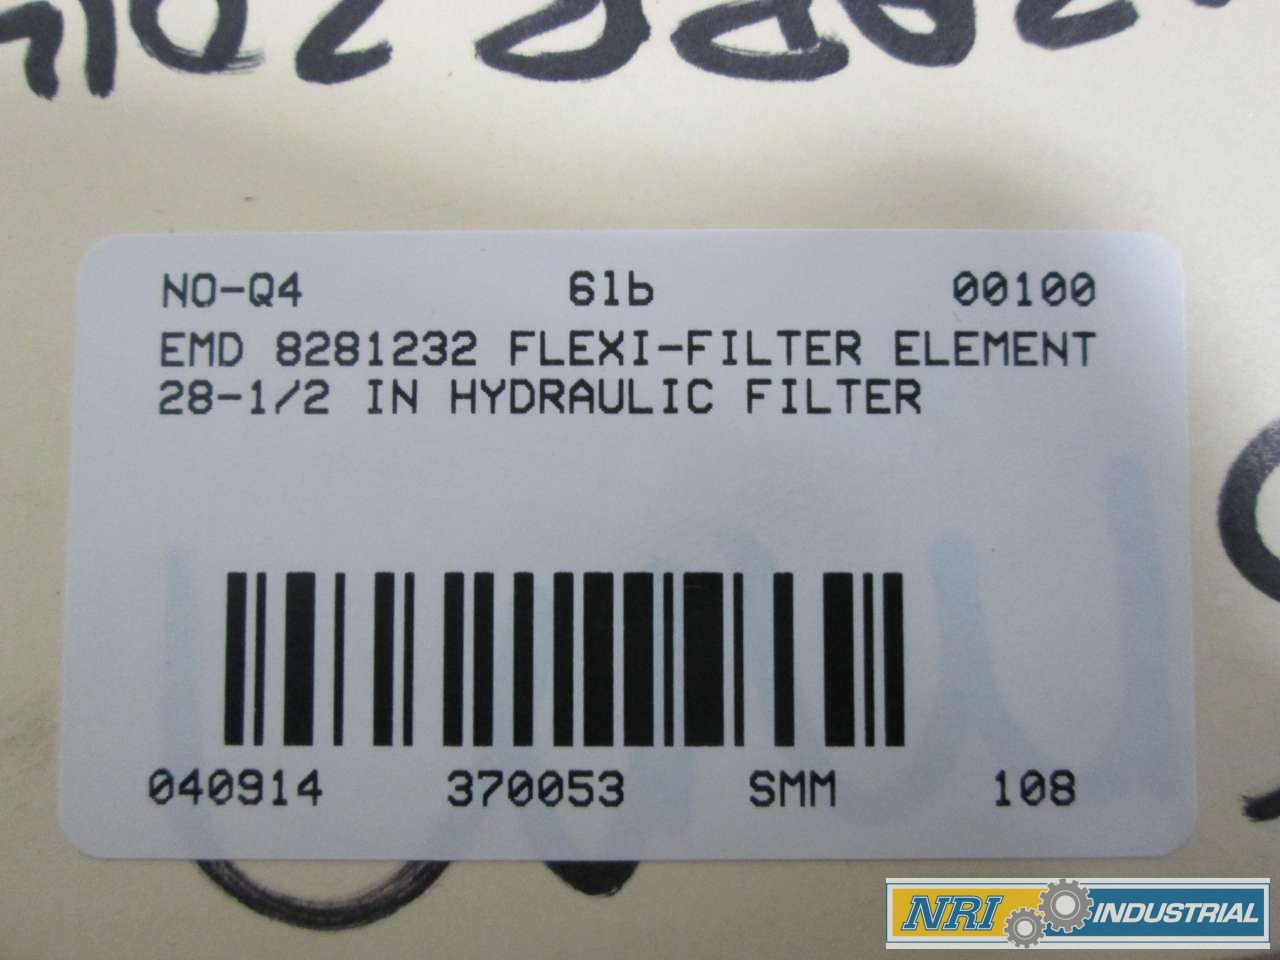 NO-Q4 6lb 00100
EMD 8281232 FLEXI-FILTER ELEMENT
28-1/2 IN HYDRAULIC FILTER
040914 370053 SMM 108
NRI INDUSTRIAL